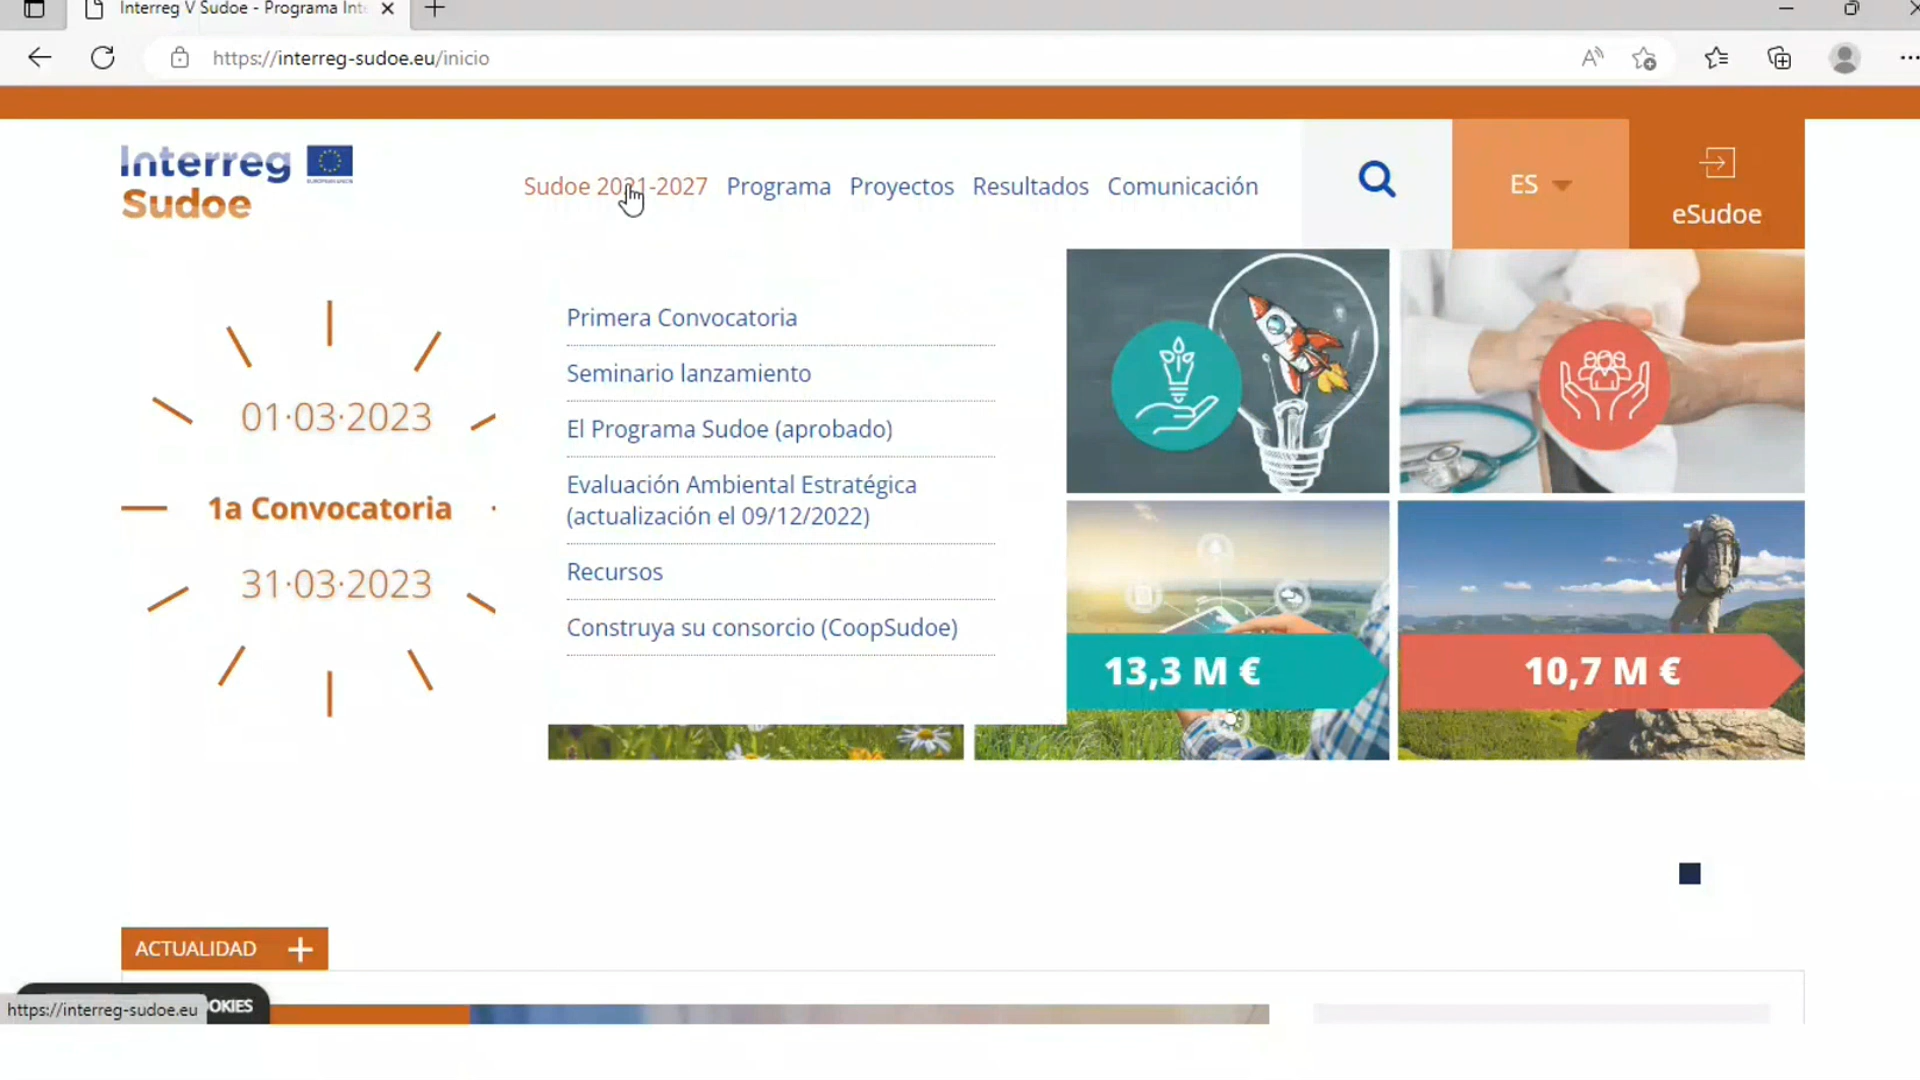 Interreg V Sudoe - Programa Int
https://interreg-sudoe.eu/inicio
Interreg
EUROPEAN UNION
Sudoe
Sudoe 2021-2027
Programa
Proyectos
Resultados
Comunicación
ES
eSudoe
01·03·2023
1a Convocatoria
31·03·2023
Primera Convocatoria
Seminario lanzamiento
El Programa Sudoe (aprobado)
Evaluación Ambiental Estratégica
(actualización el 09/12/2022)
Recursos
Construya su consorcio (CoopSudoe)
13,3 M €
10,7 M €
ACTUALIDAD
OKIES
https://interreg-sudoe.eu